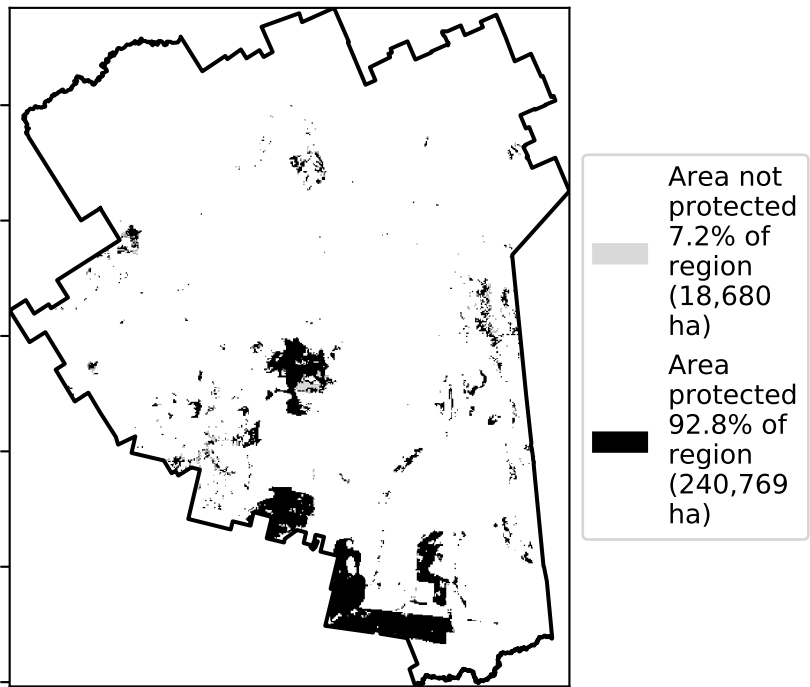 Area not
protected
7.2% of
region
(18,680
ha)
Area
protected
92.8% of
region
(240,769
ha)